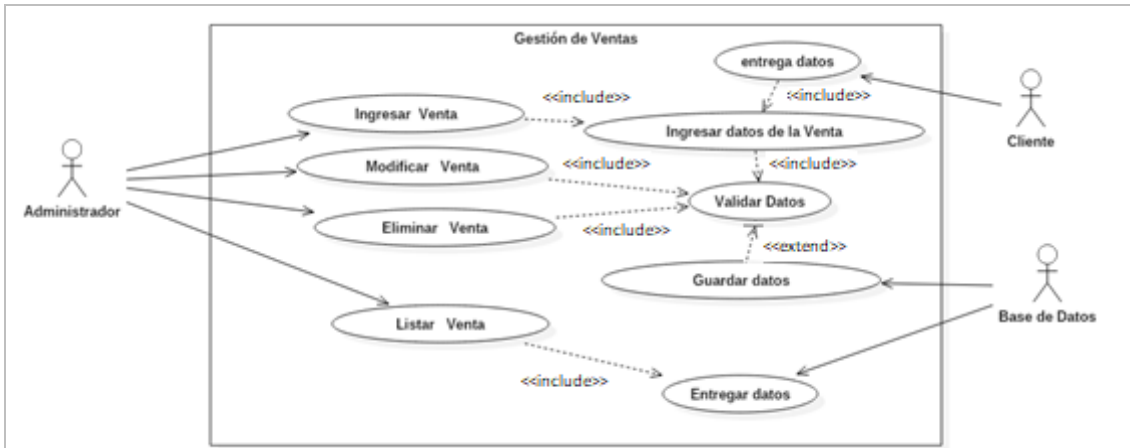 Gestión de Ventas
entrega datos
<<include>>
<<include>>
Ingresar Venta
Ingresar datos de la Venta
Cliente
Modificar Venta
<<include>>
<<include>>
Administrador
Validar Datos
Eliminar Venta
<<include>>
<<extend>>
Guardar datos
Base de Datos
Listar Venta
<<include>>
Entregar datos